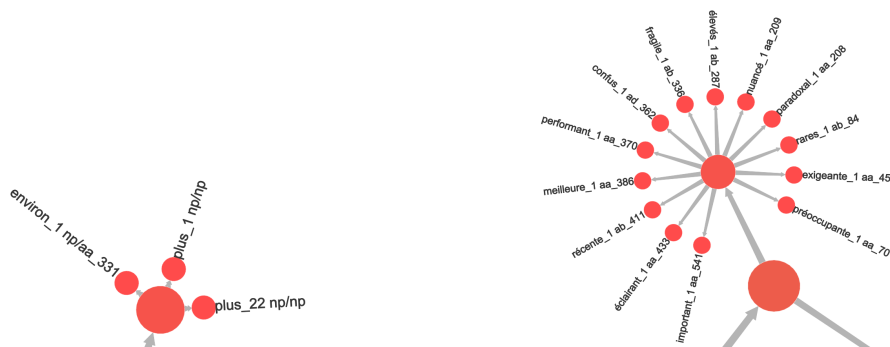 environ_1 np/aa_331
plus_1 np/np
plus_22 np/np
élevés_1 ab_287
nuancé_1 aa_209
paradoxal_1 aa_208
rares_1 ab_84
exigeante_1 aa_45
préoccupante_1 aa_70
important_1 aa_541
éclairant_1 aa_433
récente_1 ab_411
meilleure_1 aa_386
performant_1 aa_370
confus_1 ad_362
fragile_1 ab_336